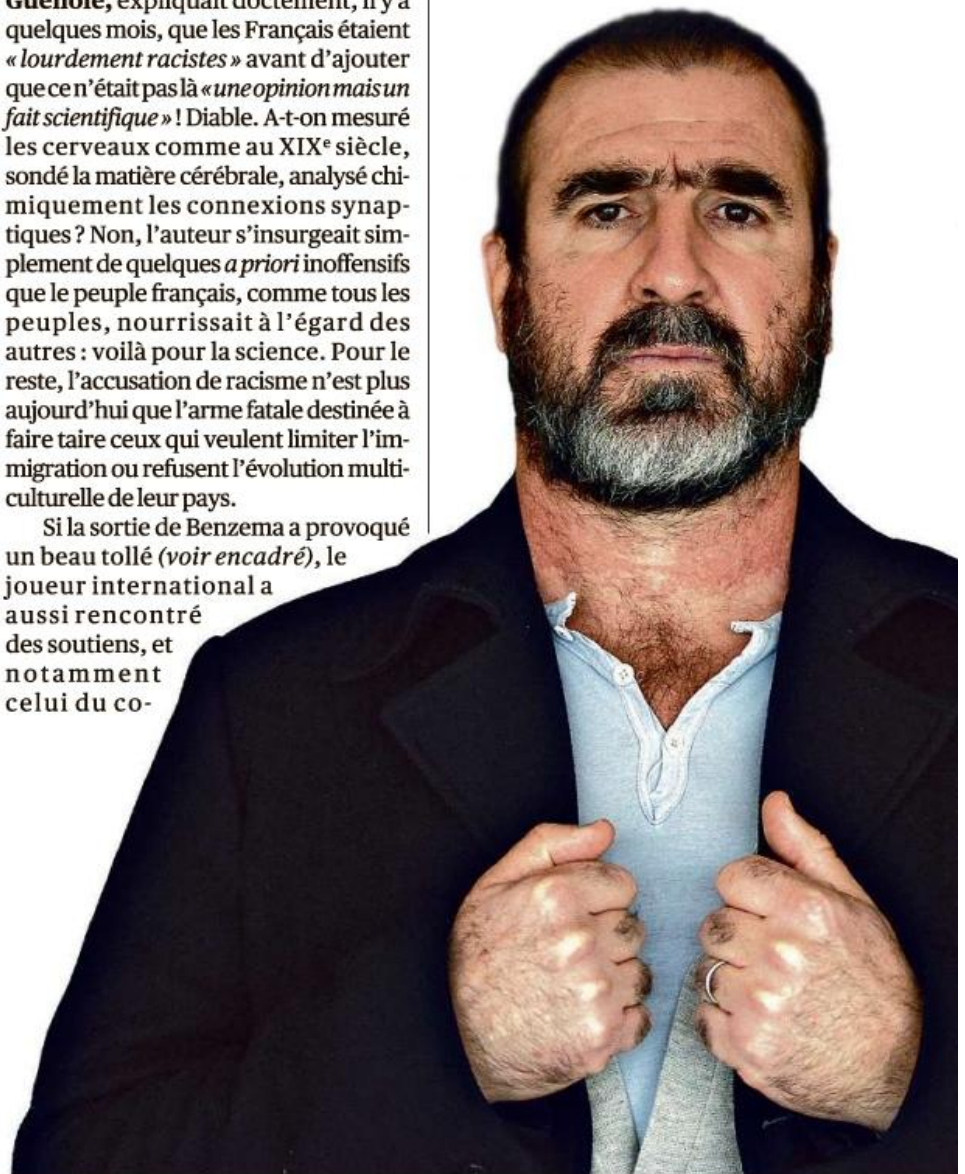 Guénolé, expliquait doctement, il y a
quelques mois, que les Français étaient
« lourdement racistes » avant d’ajouter
que ce n’était pas là « une opinion mais un
fait scientifique » ! Diable. A-t-on mesuré
les cerveaux comme au XIXe siècle,
sondé la matière cérébrale, analysé chi-
miquement les connexions synap-
tiques ? Non, l’auteur s’insurgeait sim-
plement de quelques a priori inoffensifs
que le peuple français, comme tous les
peuples, nourrissait à l’égard des
autres : voilà pour la science. Pour le
reste, l’accusation de racisme n’est plus
aujourd’hui que l’arme fatale destinée à
faire taire ceux qui veulent limiter l’im-
migration ou refusent l’évolution multi-
culturelle de leur pays.
Si la sortie de Benzema a provoqué
un beau tollé (voir encadré), le
joueur international a
aussi rencontré
des soutiens, et
notamment
celui du co-